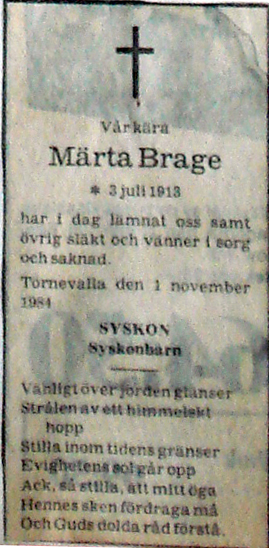 Vår kära
Märta Brage
* 3 juli 1913
har i dag lämnat oss samt
övrig släkt och vänner i sorg
och saknad.
Tornevalla den 1 november
1984
SYSKON
Syskonbarn
Vänligt över jorden glänser
Strålen av ett himmelskt
hopp
Stilla inom tidens gränser
Evighetens sol går opp
Ack, så stilla, att mitt öga
Hennes sken fördraga må
Och Guds dolda råd förstå.